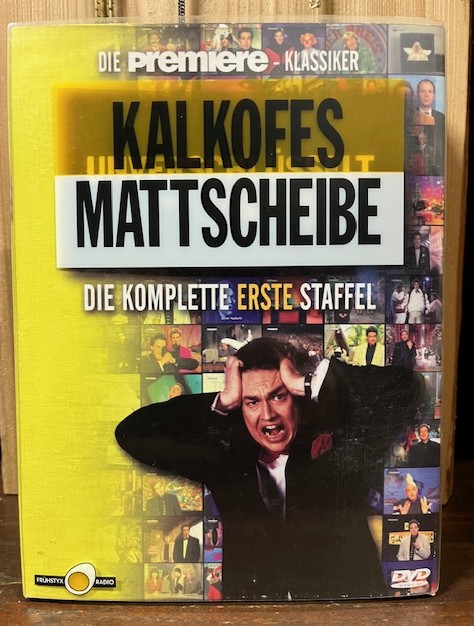 DIE PREMIERE-KLASSIKER
KALKOFES
MATTSCHEIBE
DIE KOMPLETTE ERSTE STAFFEL
FRÜHSTYX RADIO
DVD